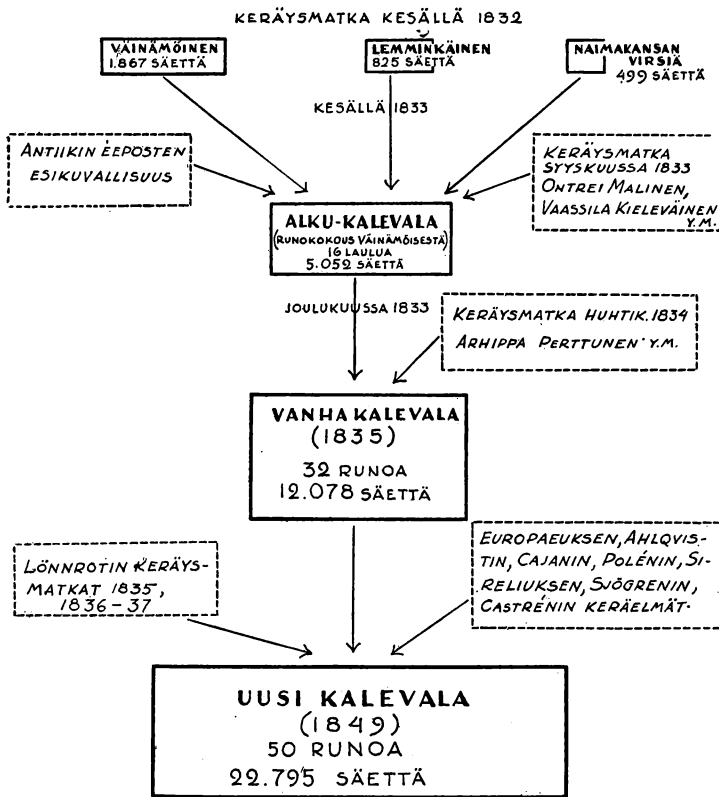 KERÄYSMATKA KESÄLLÄ 1832
VÄINÄMÖINEN
1.867 SÄETTÄ
LEMMINKÄINEN
825 SÄETTÄ
NAIMAKANSAN
VIRSIÄ
499 SÄETTÄ
KESÄLLÄ 1833
ANTIIKIN EEPOSTEN
ESIKUVALLISUUS
KERÄYSMATKA
SYYSKUUSSA 1833
ONTREI MALINEN,
VAASSILA KIELEVÄINEN
Y.M.
ALKU-KALEVALA
(RUNOKOKOUS VÄINÄMÖISESTÄ)
16 LAULUA
5.052 SÄETTÄ
JOULUKUUSSA 1833
KERÄYSMATKA HUHTIK. 1834
ARHIPPA PERTTUNEN Y.M.
VANHA KALEVALA
(1835)
32 RUNOA
12.078 SÄETTÄ
LÖNNROTIN KERÄYS-
MATKAT 1835,
1836-37
EUROPAEUKSEN, AHLQVIS-
TIN, CAJANIN, POLÉNIN, SI-
RELIUKSEN, SJÖGRENIN,
CASTRÉNIN KERÄELMÄT.
UUSI KALEVALA
(1849)
50 RUNOA
22.795 SÄETTÄ